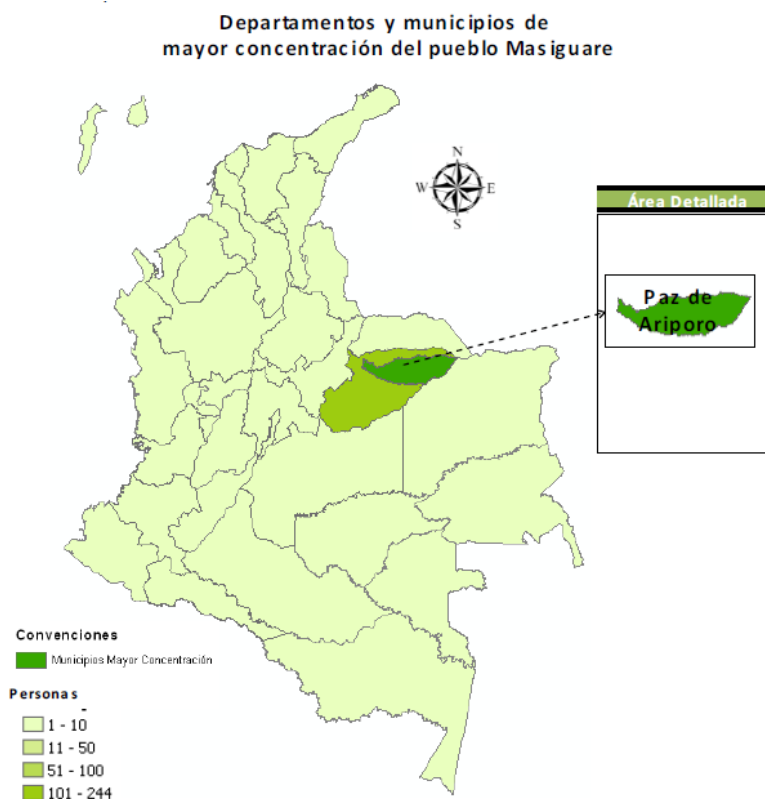 Departamentos y municipios de
mayor concentración del pueblo Masiguare
N
W E
S
Área Detallada
Paz de
Ariporo
Convenciones
Municipios Mayor Concentración
Personas
-
1 - 10
11 - 50
51 - 100
101 - 244